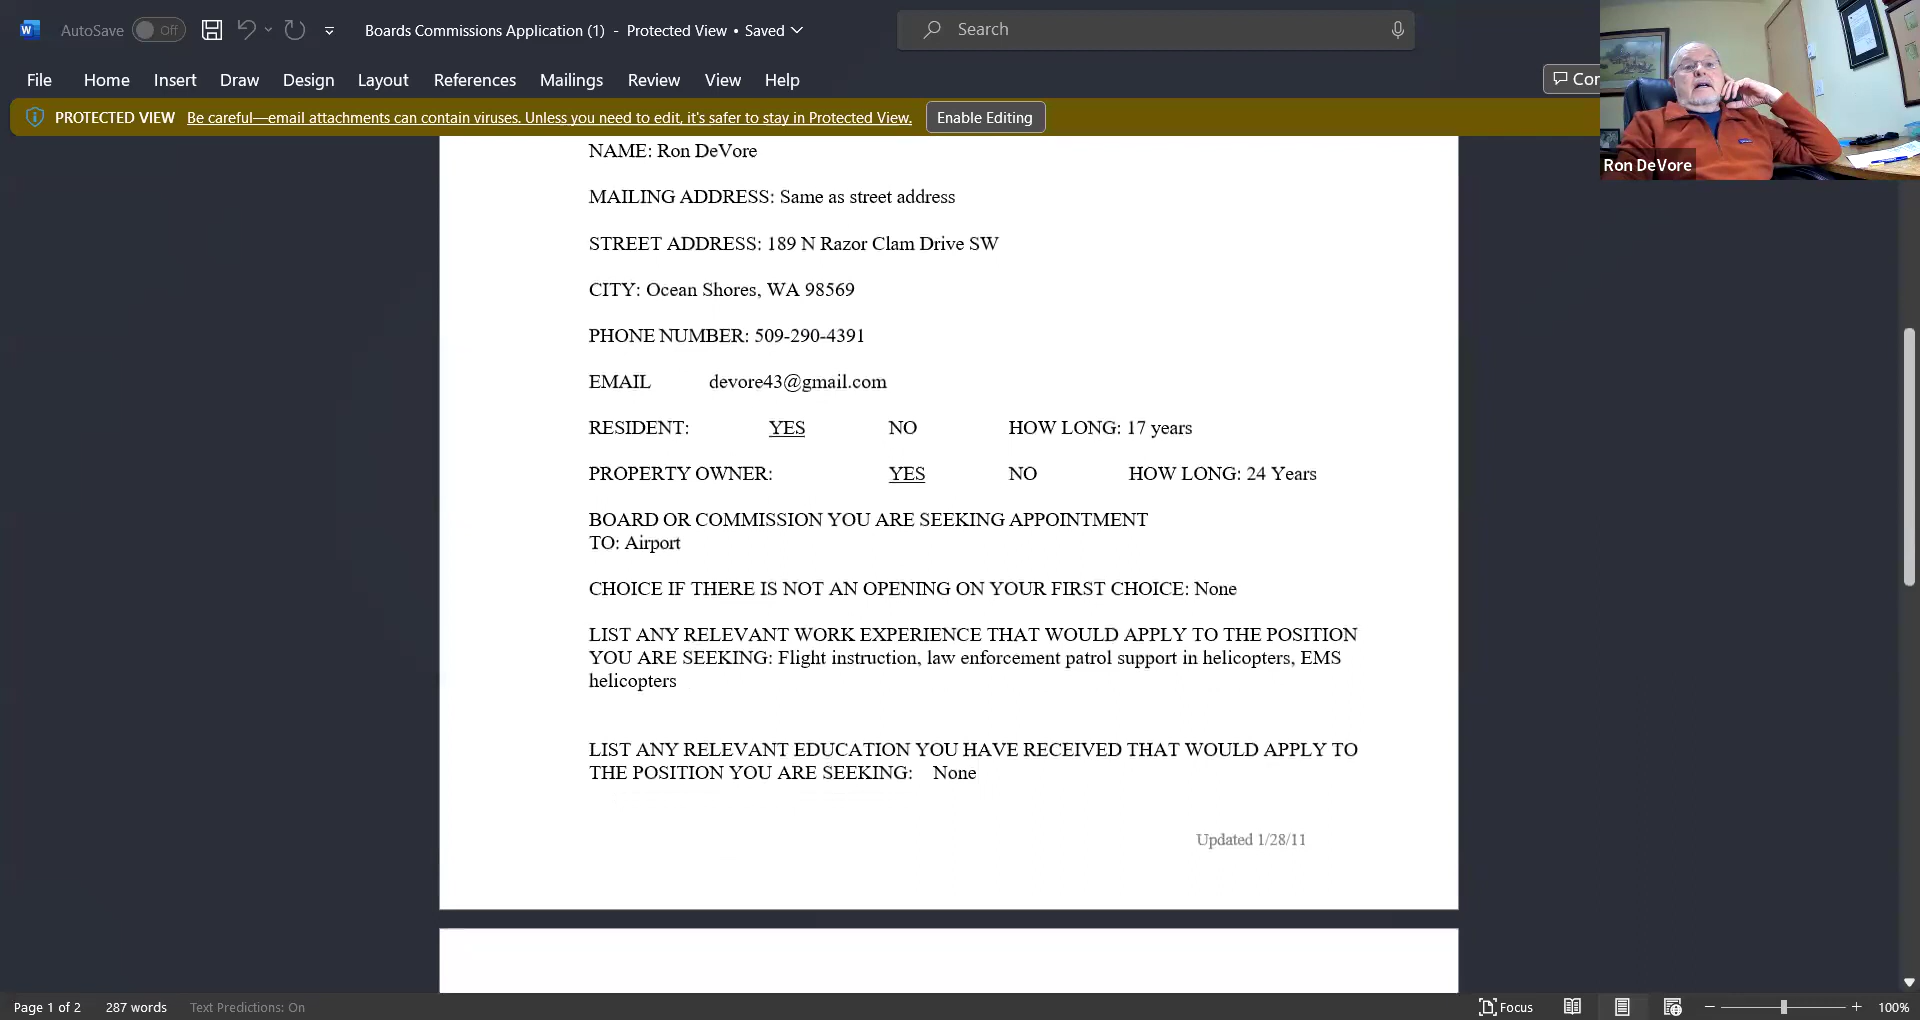 AutoSave Off Boards Commissions Application (1) - Protected View • Saved Search
File Home Insert Draw Design Layout References Mailings Review View Help Cor
PROTECTED VIEW Be careful—email attachments can contain viruses. Unless you need to edit, it's safer to stay in Protected View. Enable Editing
Ron DeVore
NAME: Ron DeVore
MAILING ADDRESS: Same as street address
STREET ADDRESS: 189 N Razor Clam Drive SW
CITY: Ocean Shores, WA 98569
PHONE NUMBER: 509-290-4391
EMAIL devore43@gmail.com
RESIDENT: YES NO HOW LONG: 17 years
PROPERTY OWNER: YES NO HOW LONG: 24 Years
BOARD OR COMMISSION YOU ARE SEEKING APPOINTMENT
TO: Airport
CHOICE IF THERE IS NOT AN OPENING ON YOUR FIRST CHOICE: None
LIST ANY RELEVANT WORK EXPERIENCE THAT WOULD APPLY TO THE POSITION
YOU ARE SEEKING: Flight instruction, law enforcement patrol support in helicopters, EMS
helicopters
LIST ANY RELEVANT EDUCATION YOU HAVE RECEIVED THAT WOULD APPLY TO
THE POSITION YOU ARE SEEKING: None
Updated 1/28/11
Page 1 of 2 287 words Text Predictions: On Focus 100%